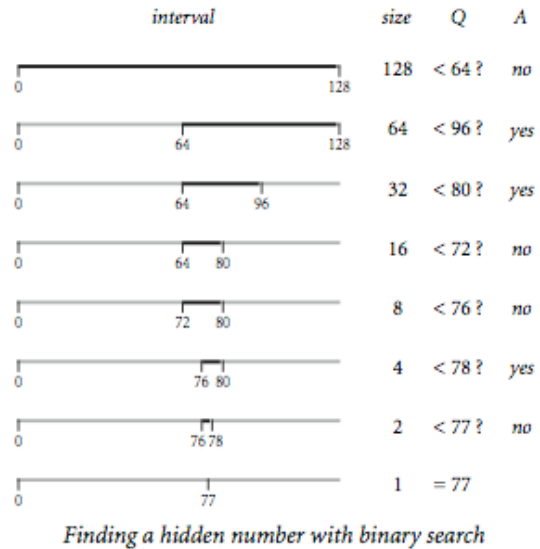 interval size Q A
128 < 64 ? no
0 128
64 < 96 ? yes
0 64 128
32 < 80 ? yes
0 64 96
16 < 72 ? no
0 64 80
8 < 76 ? no
0 72 80
4 < 78 ? yes
0 76 80
2 < 77 ? no
0 76 78
1 = 77
0 77
Finding a hidden number with binary search